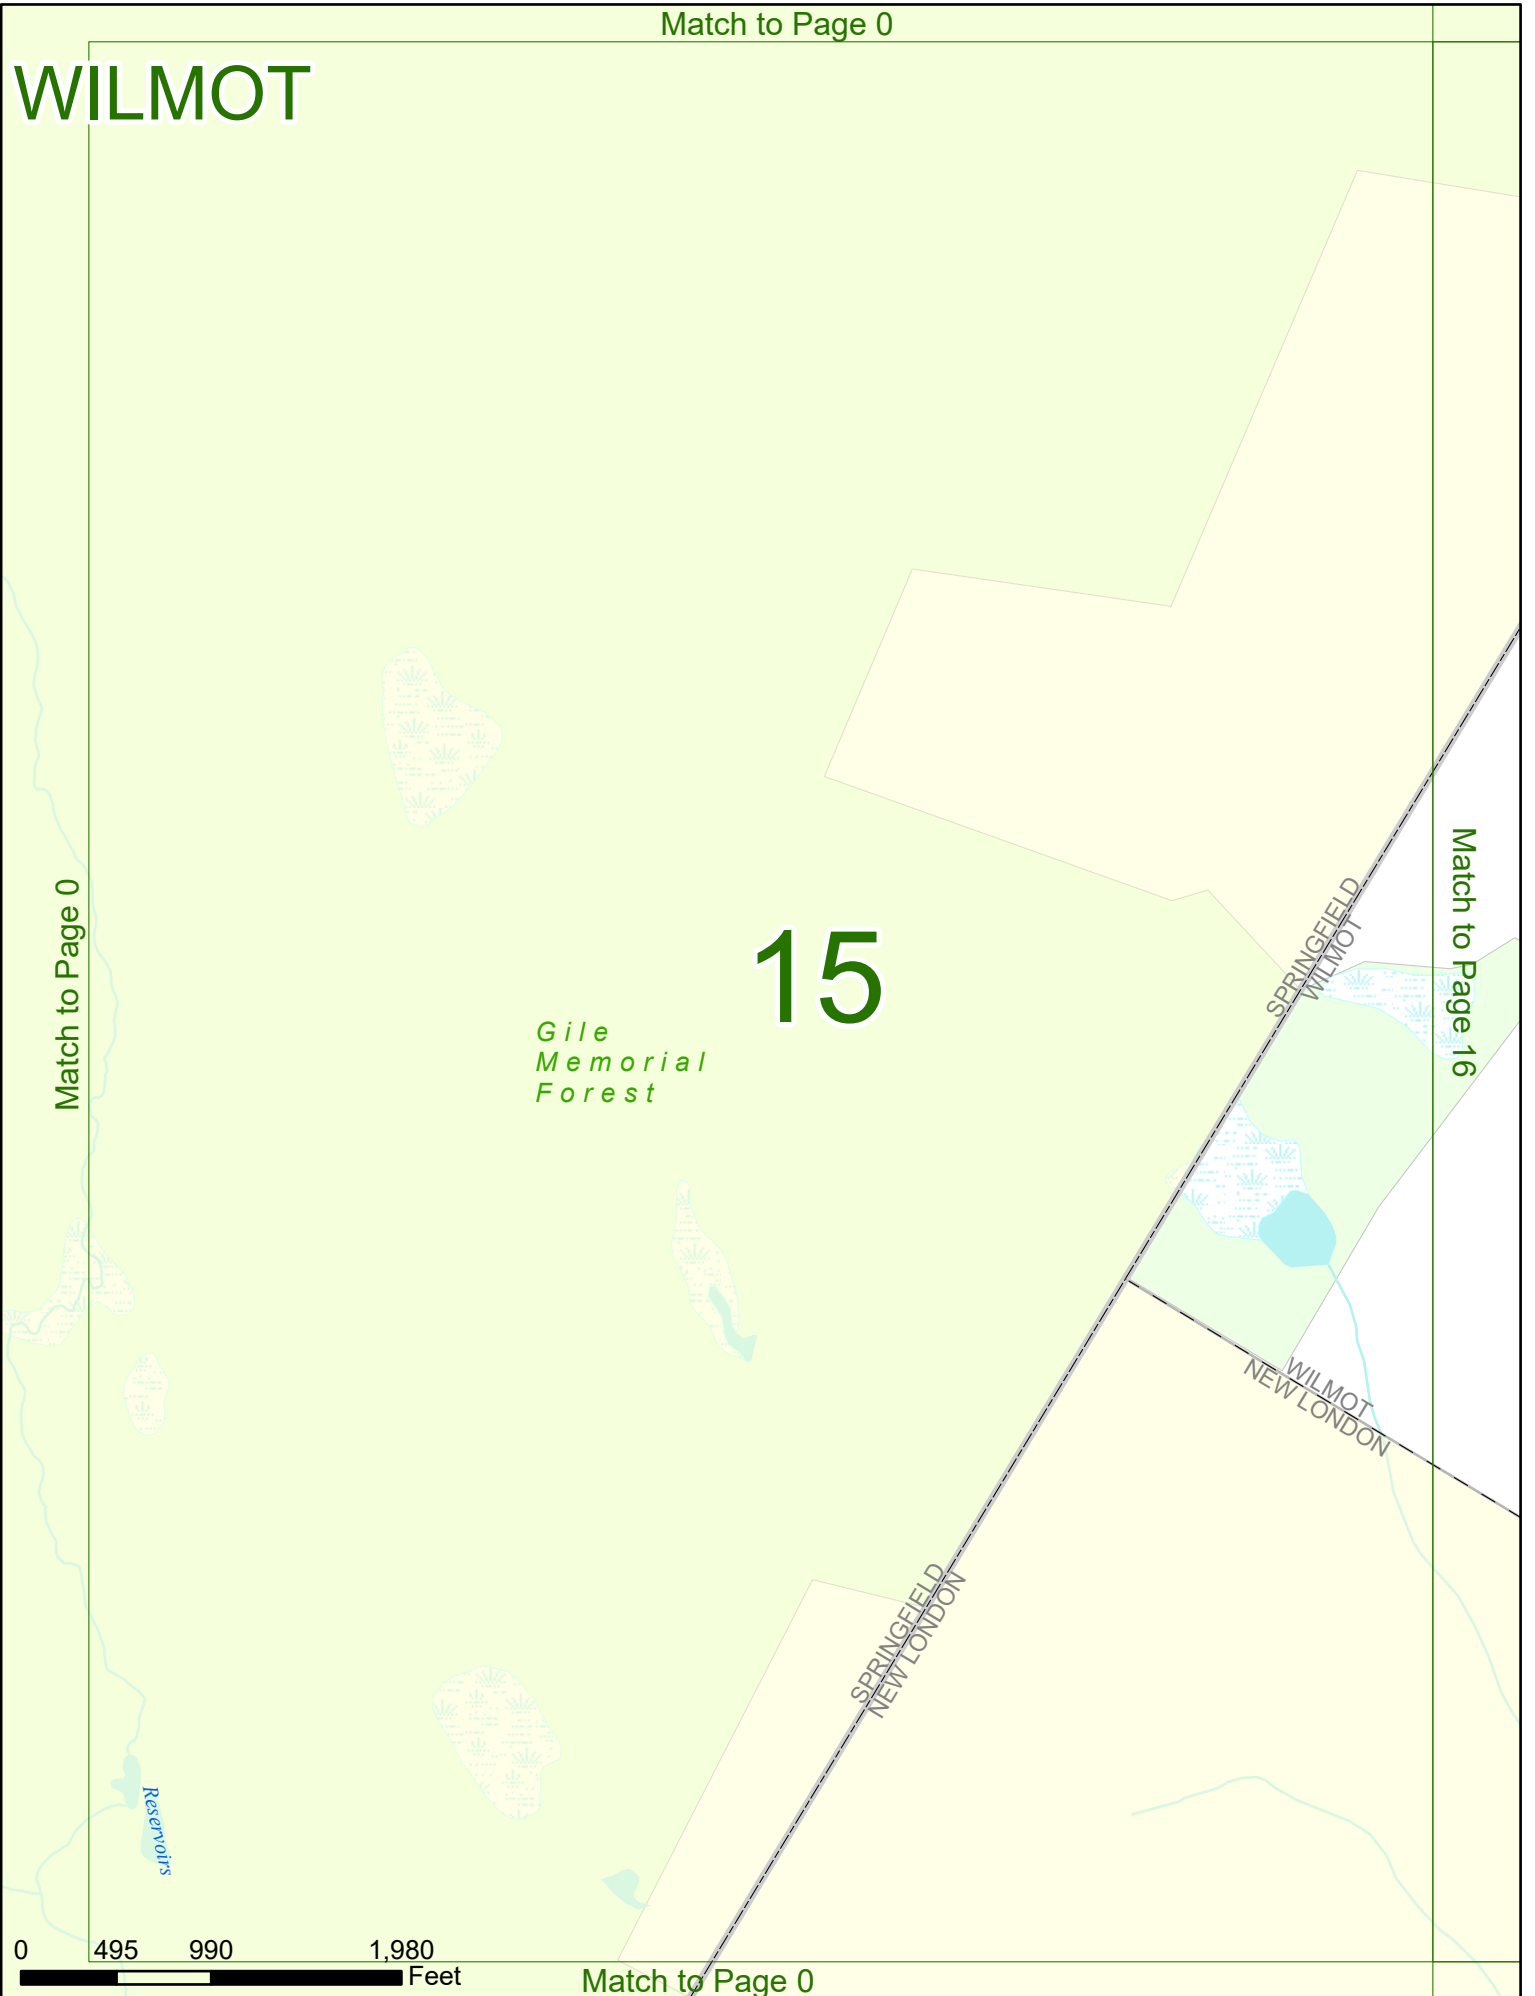 Match to Page 0
WILMOT
Match to Page 0
15
Gile
Memorial
Forest
SPRINGFIELD
WILMOT
Match to Page 16
WILMOT
NEW LONDON
SPRINGFIELD
NEW LONDON
Reservoirs
0 495 990 1,980
Feet
Match to Page 0